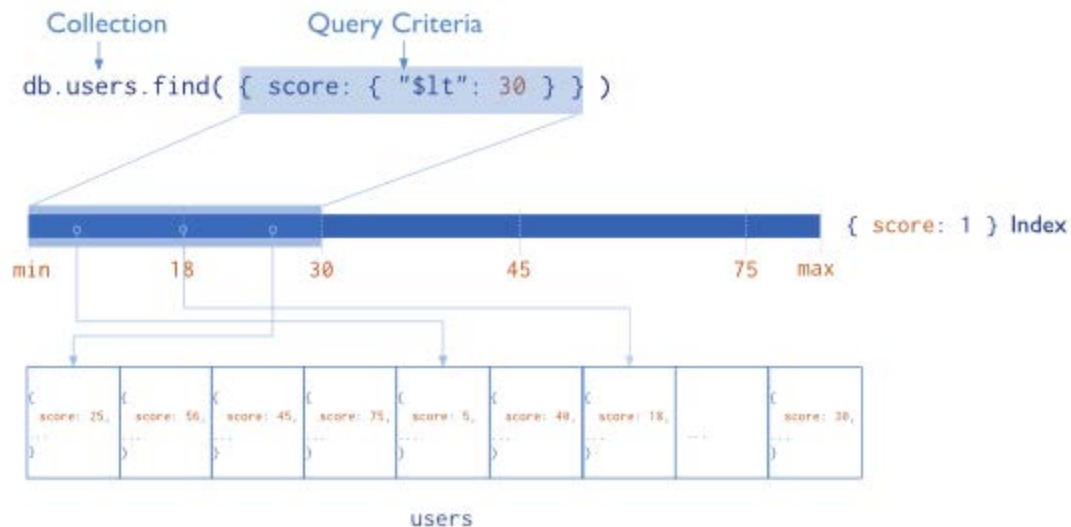 Collection Query Criteria
db.users.find( { score: { "$lt": 30 } } )
{ score: 1 } Index
min 18 30 45 75 max
{ { { { { { { {
score: 25, score: 56, score: 45, score: 75, score: 5, score: 40, score: 18, score: 30,
... ... ... ... ... ... ... ... ...
} } } } } } } }
users